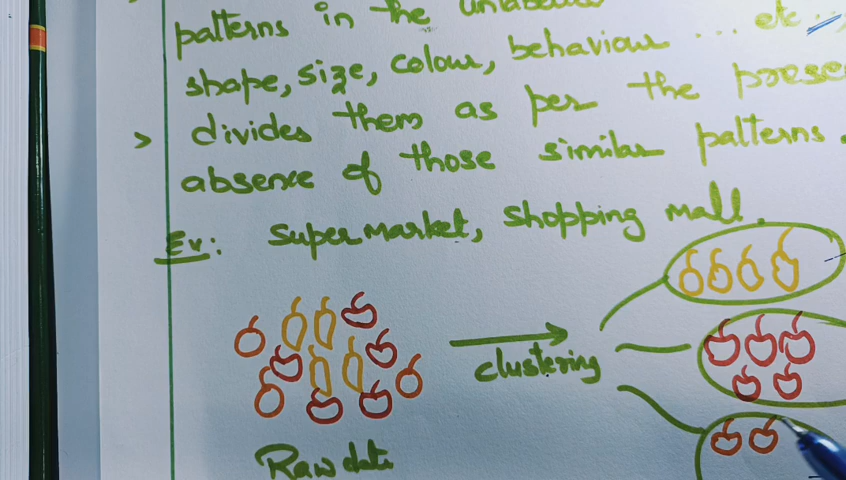 patterns in the
shape, size, colour, behaviour ... etc..,
> divides them as per the
absence of those similar patterns
Ex: Supermarket, shopping mall.
clustering
Raw data